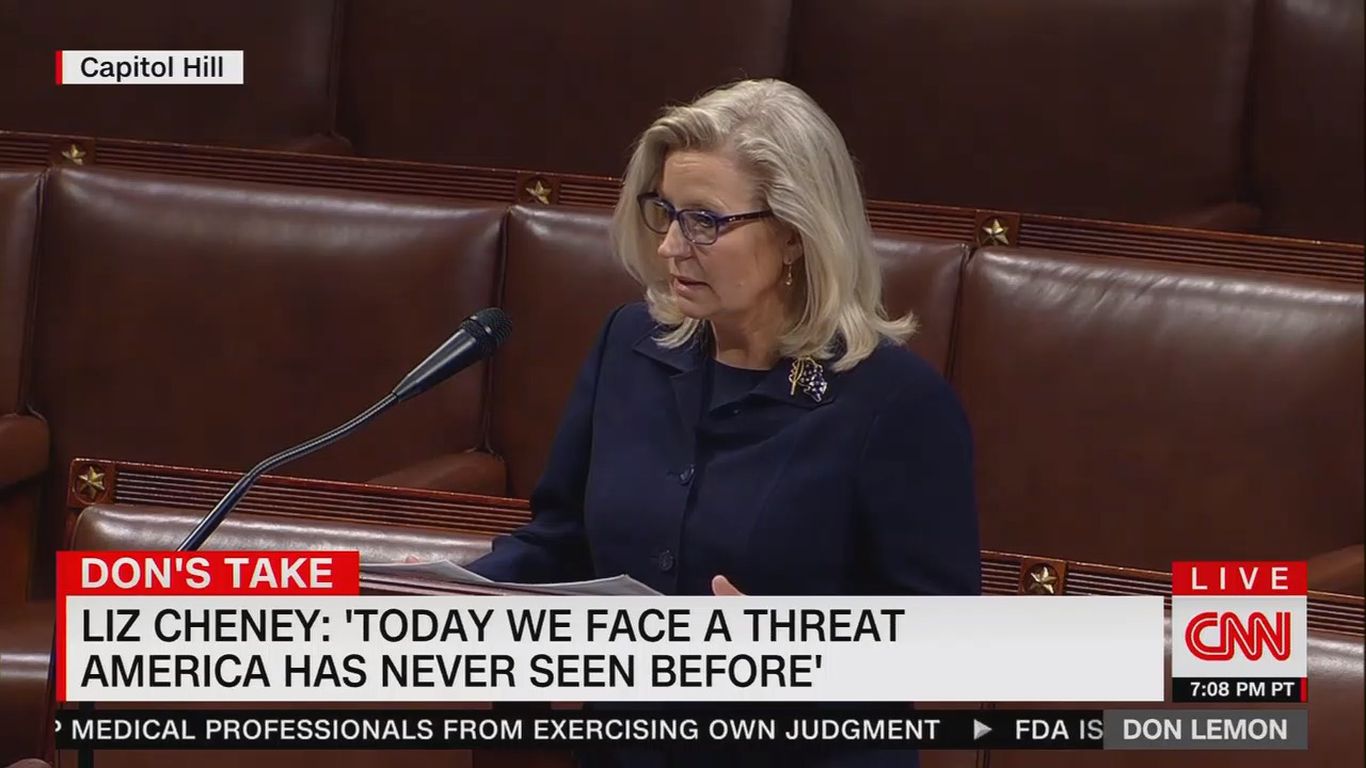 Capitol Hill
DON'S TAKE
LIZ CHENEY: 'TODAY WE FACE A THREAT
AMERICA HAS NEVER SEEN BEFORE'
LIVE
CNN
7:08 PM PT
MEDICAL PROFESSIONALS FROM EXERCISING OWN JUDGMENT ▶ FDA IS
DON LEMON